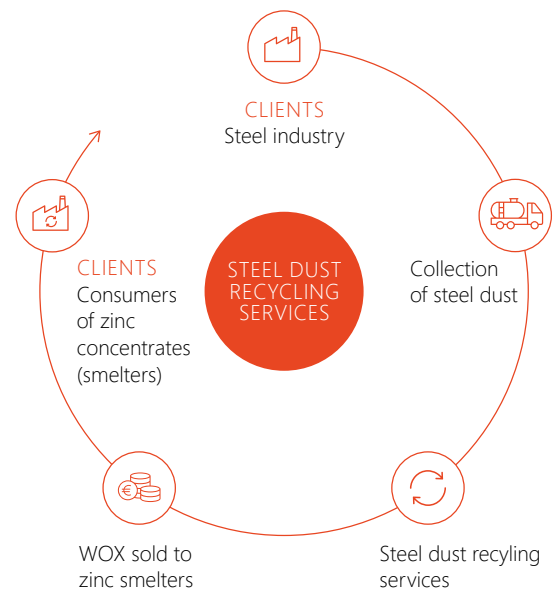 CLIENTS
Steel industry
Collection
of steel dust
Steel dust recyling
services
WOX sold to
zinc smelters
CLIENTS
Consumers
of zinc
concentrates
(smelters)
STEEL DUST
RECYCLING
SERVICES
€